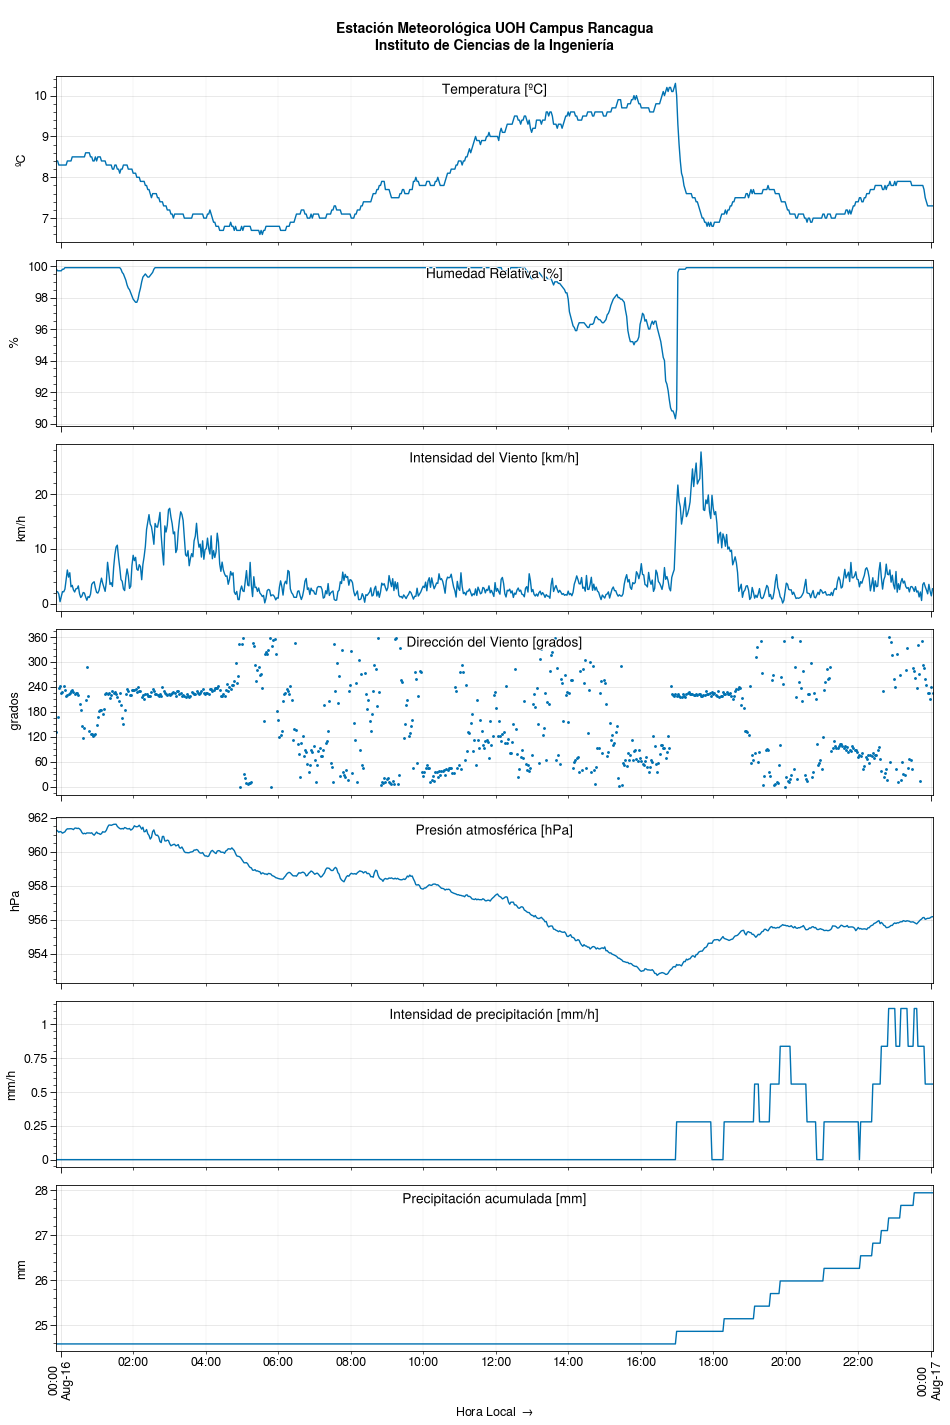 Estación Meteorológica UOH Campus Rancagua
Instituto de Ciencias de la Ingeniería
Temperatura [ºC]
ºC
10
9
8
7
Humedad Relativa [%]
%
100
98
96
94
92
90
Intensidad del Viento [km/h]
km/h
20
10
0
Dirección del Viento [grados]
grados
360
300
240
180
120
60
0
Presión atmosférica [hPa]
hPa
962
960
958
956
954
Intensidad de precipitación [mm/h]
mm/h
1
0.75
0.5
0.25
0
Precipitación acumulada [mm]
mm
28
27
26
25
00:00
Aug-16
02:00
04:00
06:00
08:00
10:00
12:00
14:00
16:00
18:00
20:00
22:00
00:00
Aug-17
Hora Local →